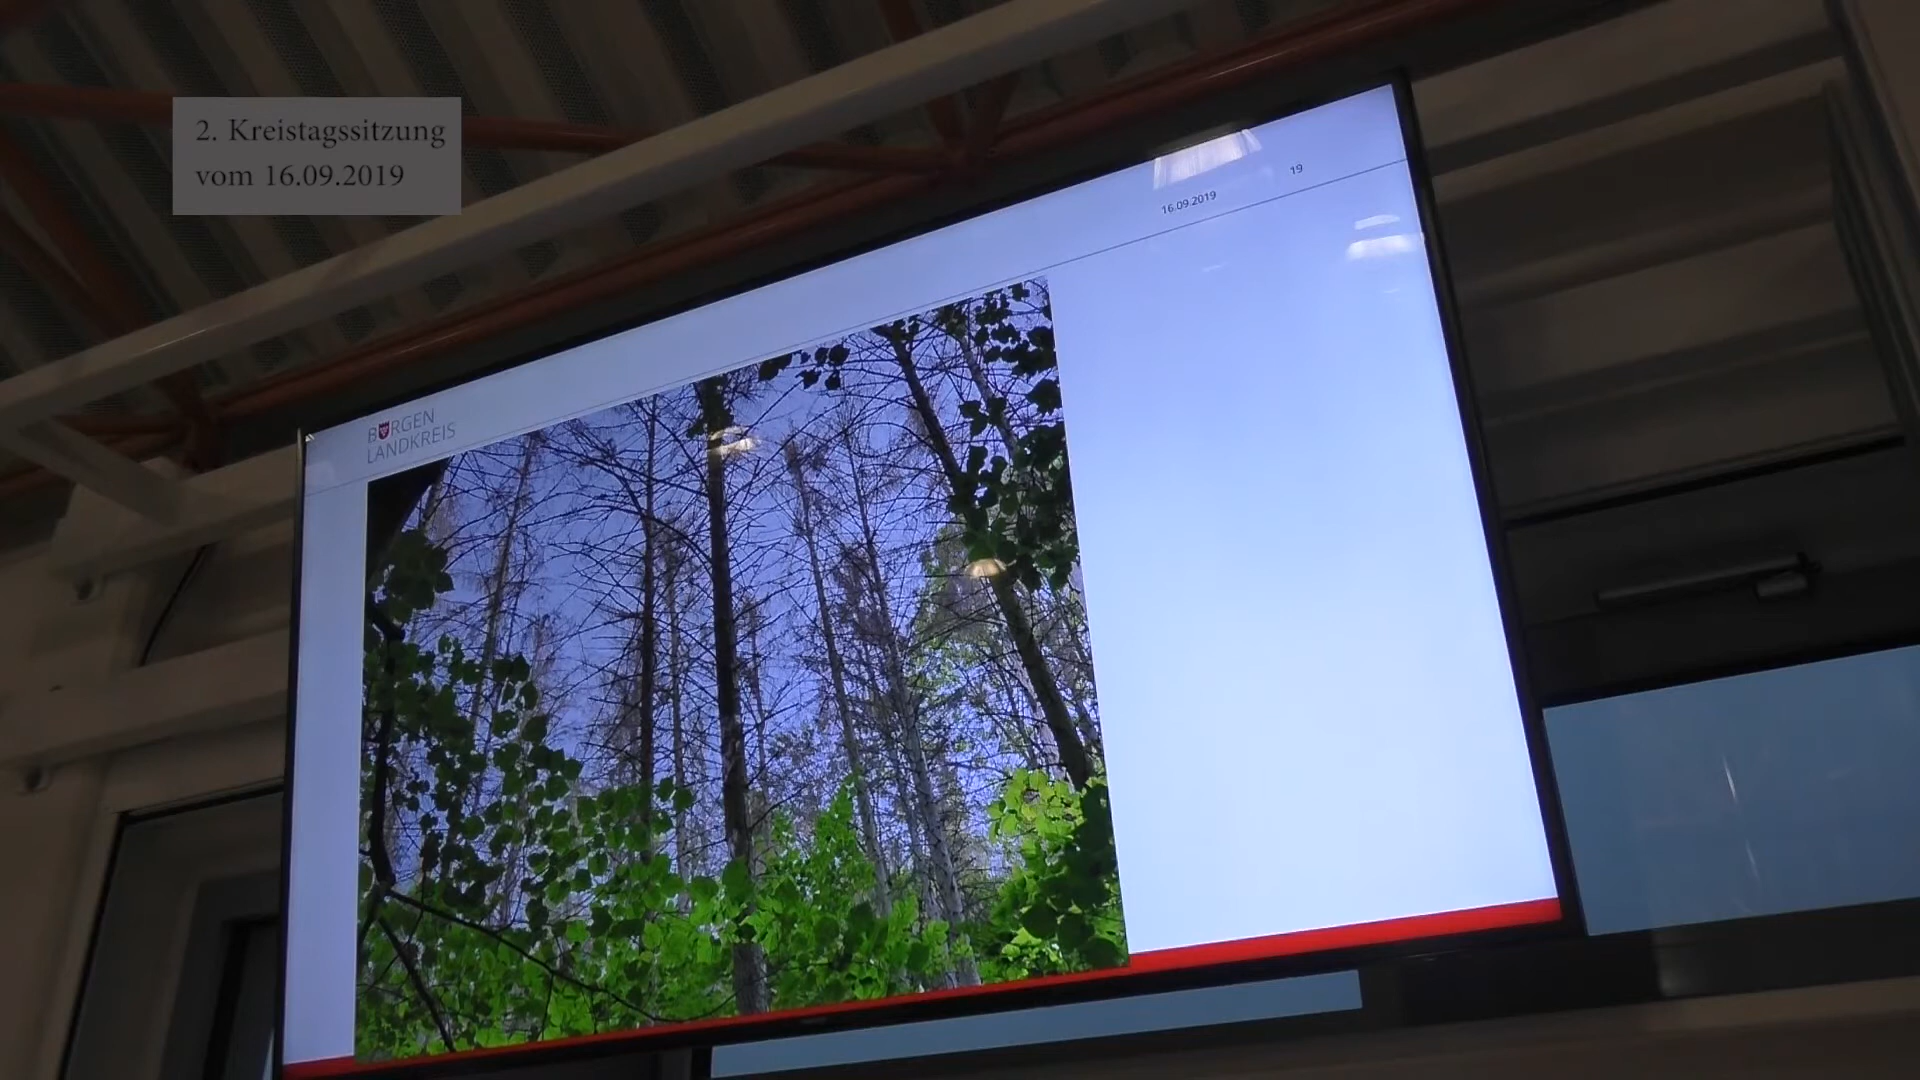 2. Kreistagssitzung
vom 16.09.2019
16.09.2019
19
BURGEN
LANDKREIS